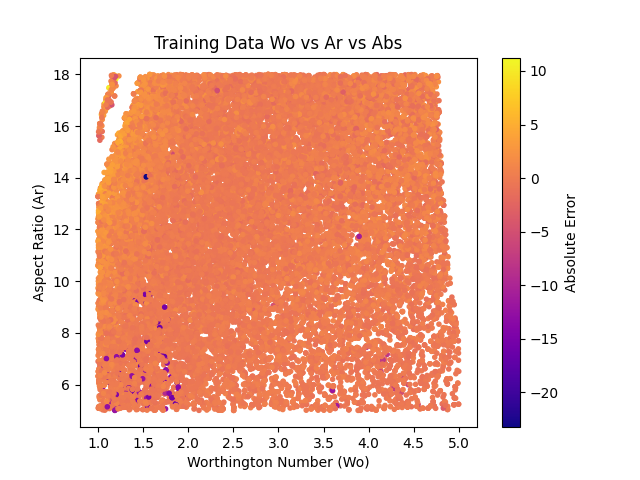 Training Data Wo vs Ar vs Abs
18
16
14
12
10
8
6
Aspect Ratio (Ar)
1.0 1.5 2.0 2.5 3.0 3.5 4.0 4.5 5.0
Worthington Number (Wo)
10
5
0
−5
−10
−15
−20
Absolute Error